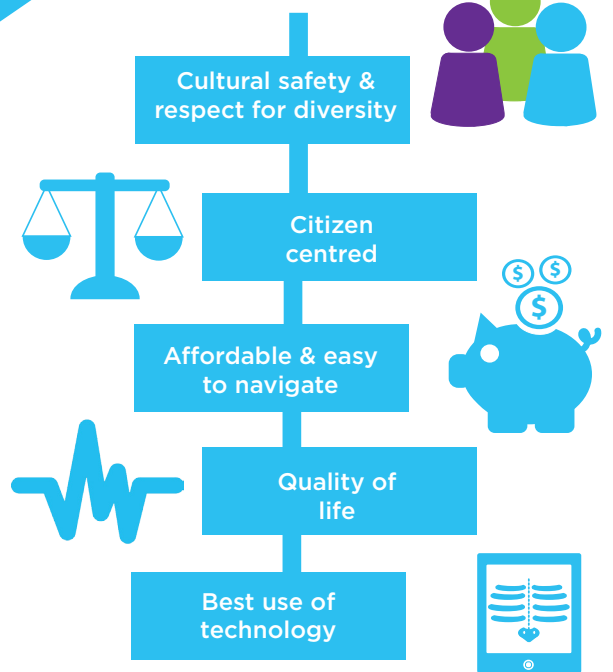 Cultural safety &
respect for diversity
Citizen
centred
$ $
$
Affordable & easy
to navigate
Quality of
life
Best use of
technology